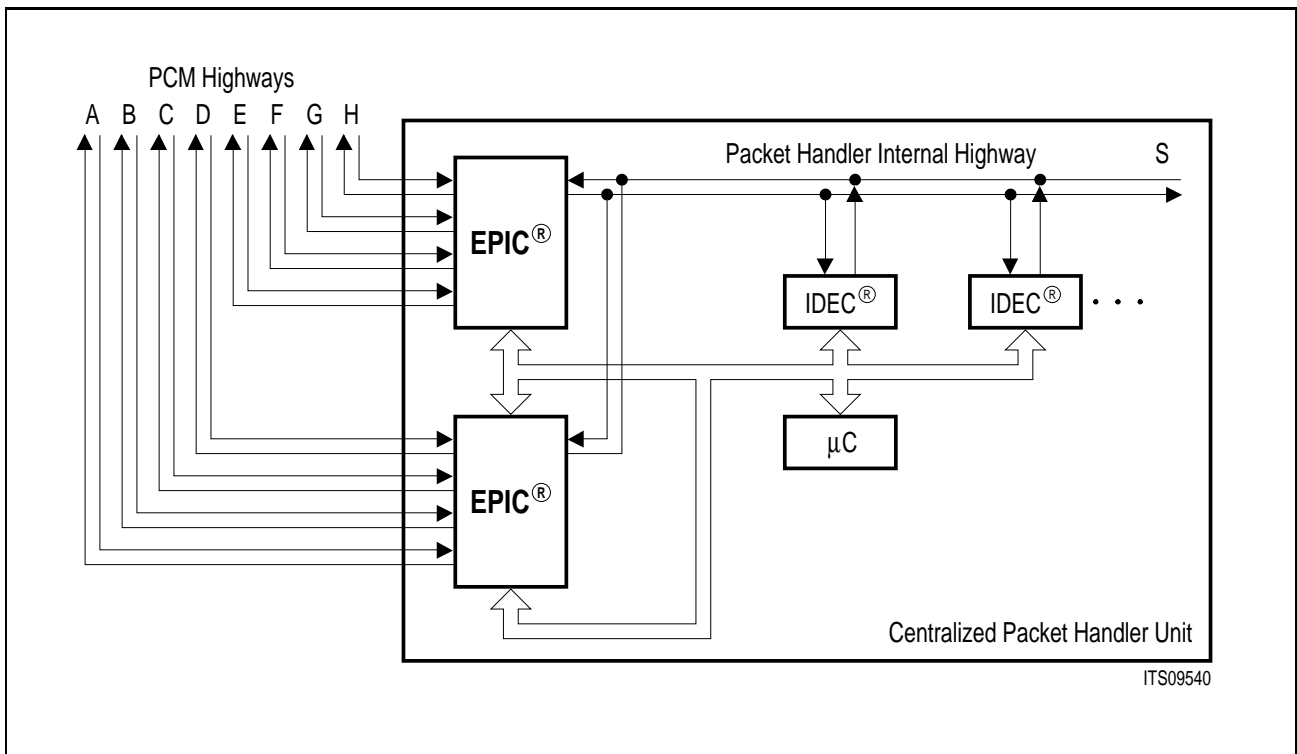 PCM Highways
A B C D E F G H
Packet Handler Internal Highway S
EPIC®
IDEC® IDEC® . . .
μC
EPIC®
Centralized Packet Handler Unit
ITS09540